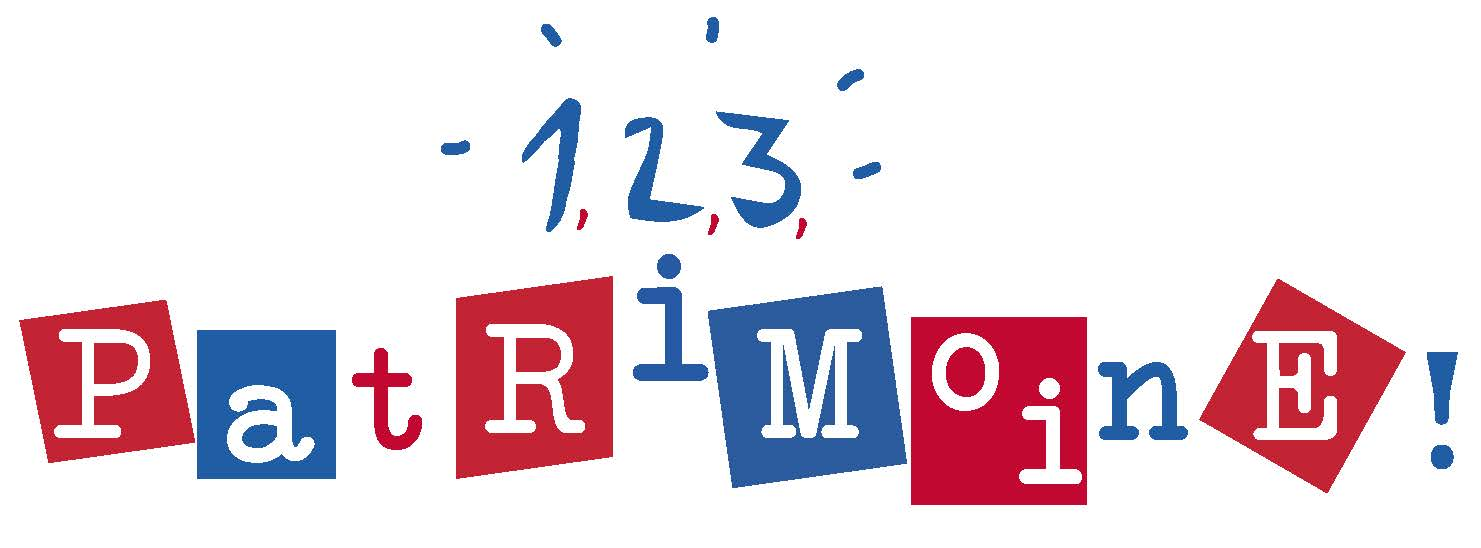 1, 2, 3,
PatRiMoinE!